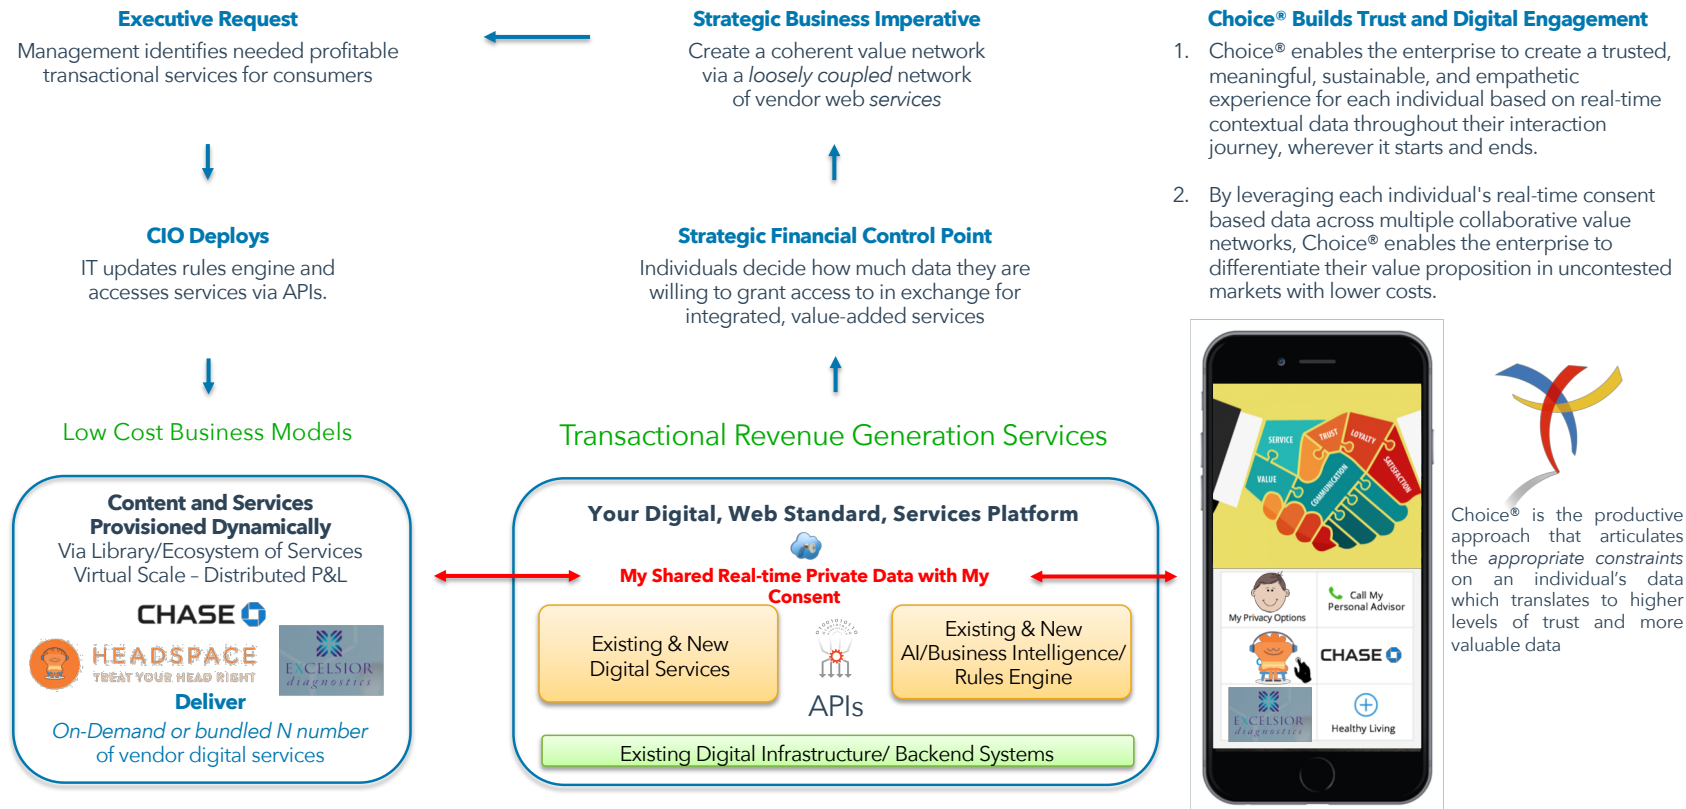 Executive Request
Management identifies needed profitable
transactional services for consumers
CIO Deploys
IT updates rules engine and
accesses services via APIs.
Low Cost Business Models
Content and Services
Provisioned Dynamically
Via Library/Ecosystem of Services
Virtual Scale – Distributed P&L
CHASE
HEADSPACE
TREAT YOUR HEAD RIGHT
EXCELSIOR
diagnostics
Deliver
On-Demand or bundled N number
of vendor digital services
Strategic Business Imperative
Create a coherent value network
via a loosely coupled network
of vendor web services
Strategic Financial Control Point
Individuals decide how much data they are
willing to grant access to in exchange for
integrated, value-added services
Transactional Revenue Generation Services
Your Digital, Web Standard, Services Platform
My Shared Real-time Private Data with My
Consent
Existing & New
Digital Services
APIs
Existing & New
AI/Business Intelligence/
Rules Engine
Existing Digital Infrastructure/ Backend Systems
Choice® Builds Trust and Digital Engagement
1. Choice® enables the enterprise to create a trusted,
meaningful, sustainable, and empathetic
experience for each individual based on real-time
contextual data throughout their interaction
journey, wherever it starts and ends.
2. By leveraging each individual's real-time consent
based data across multiple collaborative value
networks, Choice® enables the enterprise to
differentiate their value proposition in uncontested
markets with lower costs.
SERVICE
TRUST
LOYALTY
SATISFACTION
VALUE
COMMUNICATION
My Privacy Options
Call My
Personal Advisor
CHASE
EXCELSIOR
diagnostics
Healthy Living
Choice® is the productive
approach that articulates
the appropriate constraints
on an individual’s data
which translates to higher
levels of trust and more
valuable data